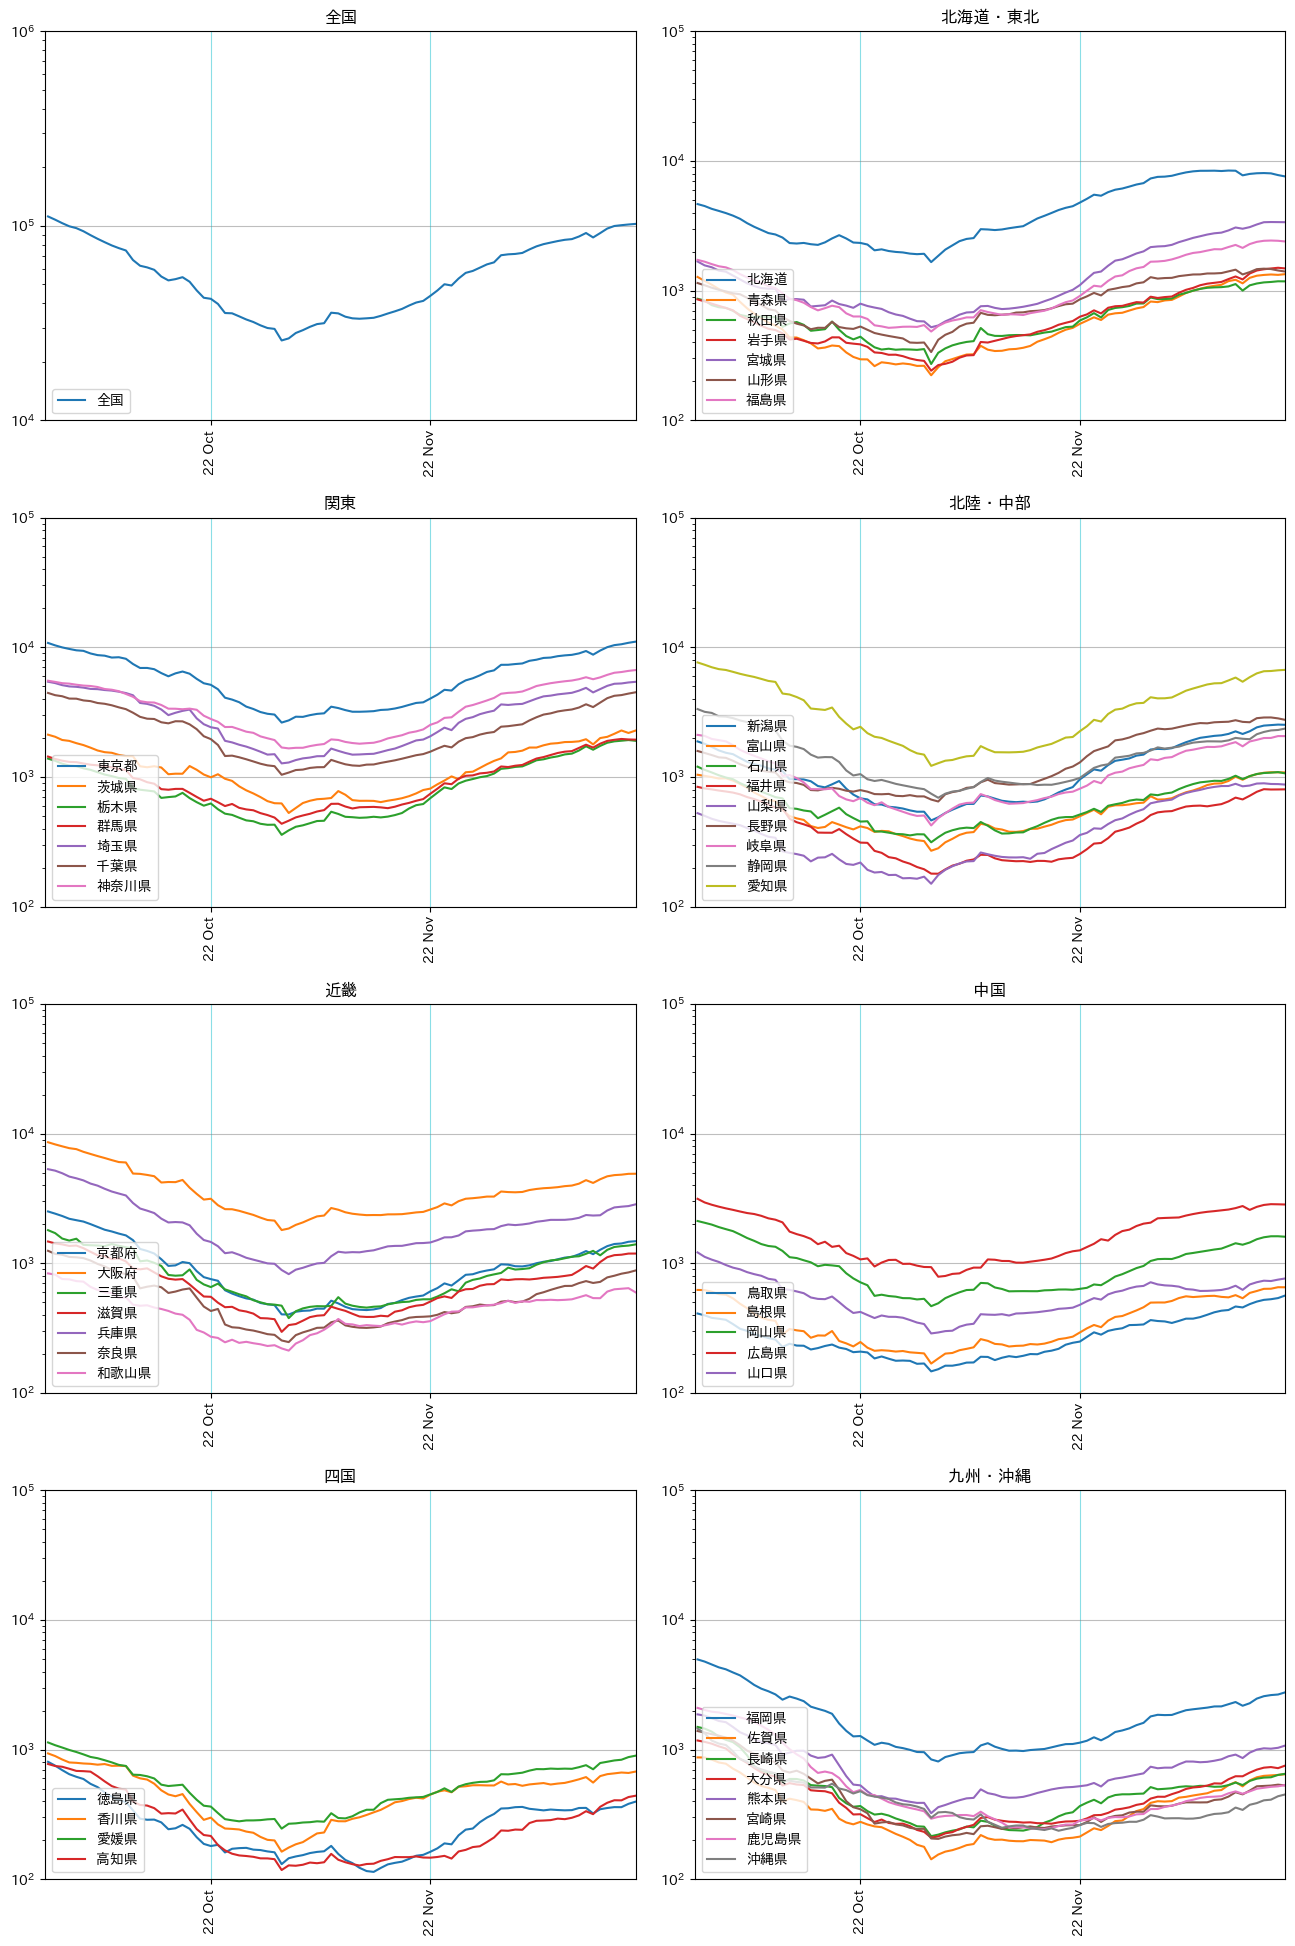 全国
10^6
10^5
10^4
全国
22 Oct
22 Nov
北海道・東北
10^5
10^4
10^3
10^2
北海道
青森県
秋田県
岩手県
宮城県
山形県
福島県
22 Oct
22 Nov
関東
10^5
10^4
10^3
10^2
東京都
茨城県
栃木県
群馬県
埼玉県
千葉県
神奈川県
22 Oct
22 Nov
北陸・中部
10^5
10^4
10^3
10^2
新潟県
富山県
石川県
福井県
山梨県
長野県
岐阜県
静岡県
愛知県
22 Oct
22 Nov
近畿
10^5
10^4
10^3
10^2
京都府
大阪府
三重県
滋賀県
兵庫県
奈良県
和歌山県
22 Oct
22 Nov
中国
10^5
10^4
10^3
10^2
鳥取県
島根県
岡山県
広島県
山口県
22 Oct
22 Nov
四国
10^5
10^4
10^3
10^2
徳島県
香川県
愛媛県
高知県
22 Oct
22 Nov
九州・沖縄
10^5
10^4
10^3
10^2
福岡県
佐賀県
長崎県
大分県
熊本県
宮崎県
鹿児島県
沖縄県
22 Oct
22 Nov